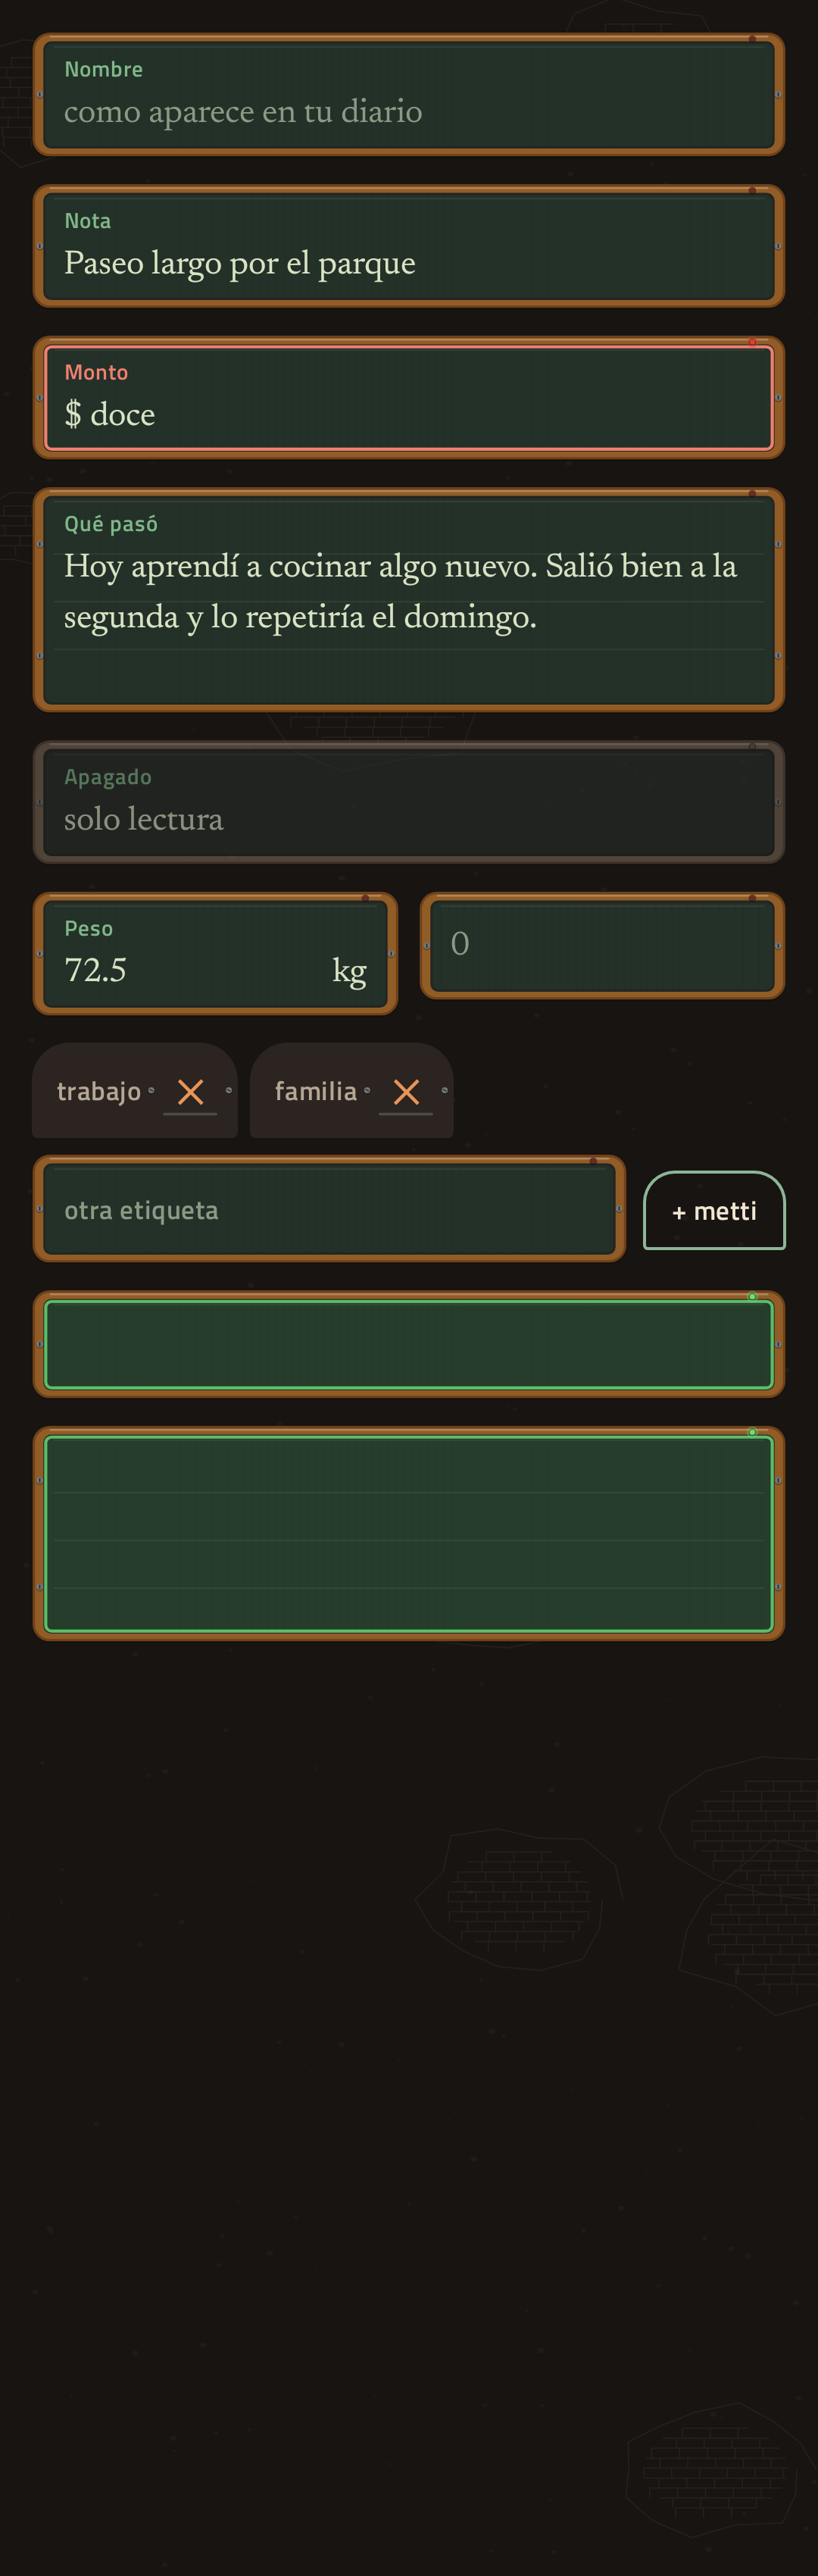 Nombre
como aparece en tu diario
Nota
Paseo largo por el parque
Monto
$ doce
Qué pasó
Hoy aprendí a cocinar algo nuevo. Salió bien a la
segunda y lo repetiría el domingo.
Apagado
solo lectura
Peso
72.5 kg
0
trabajo familia
otra etiqueta
+ metti